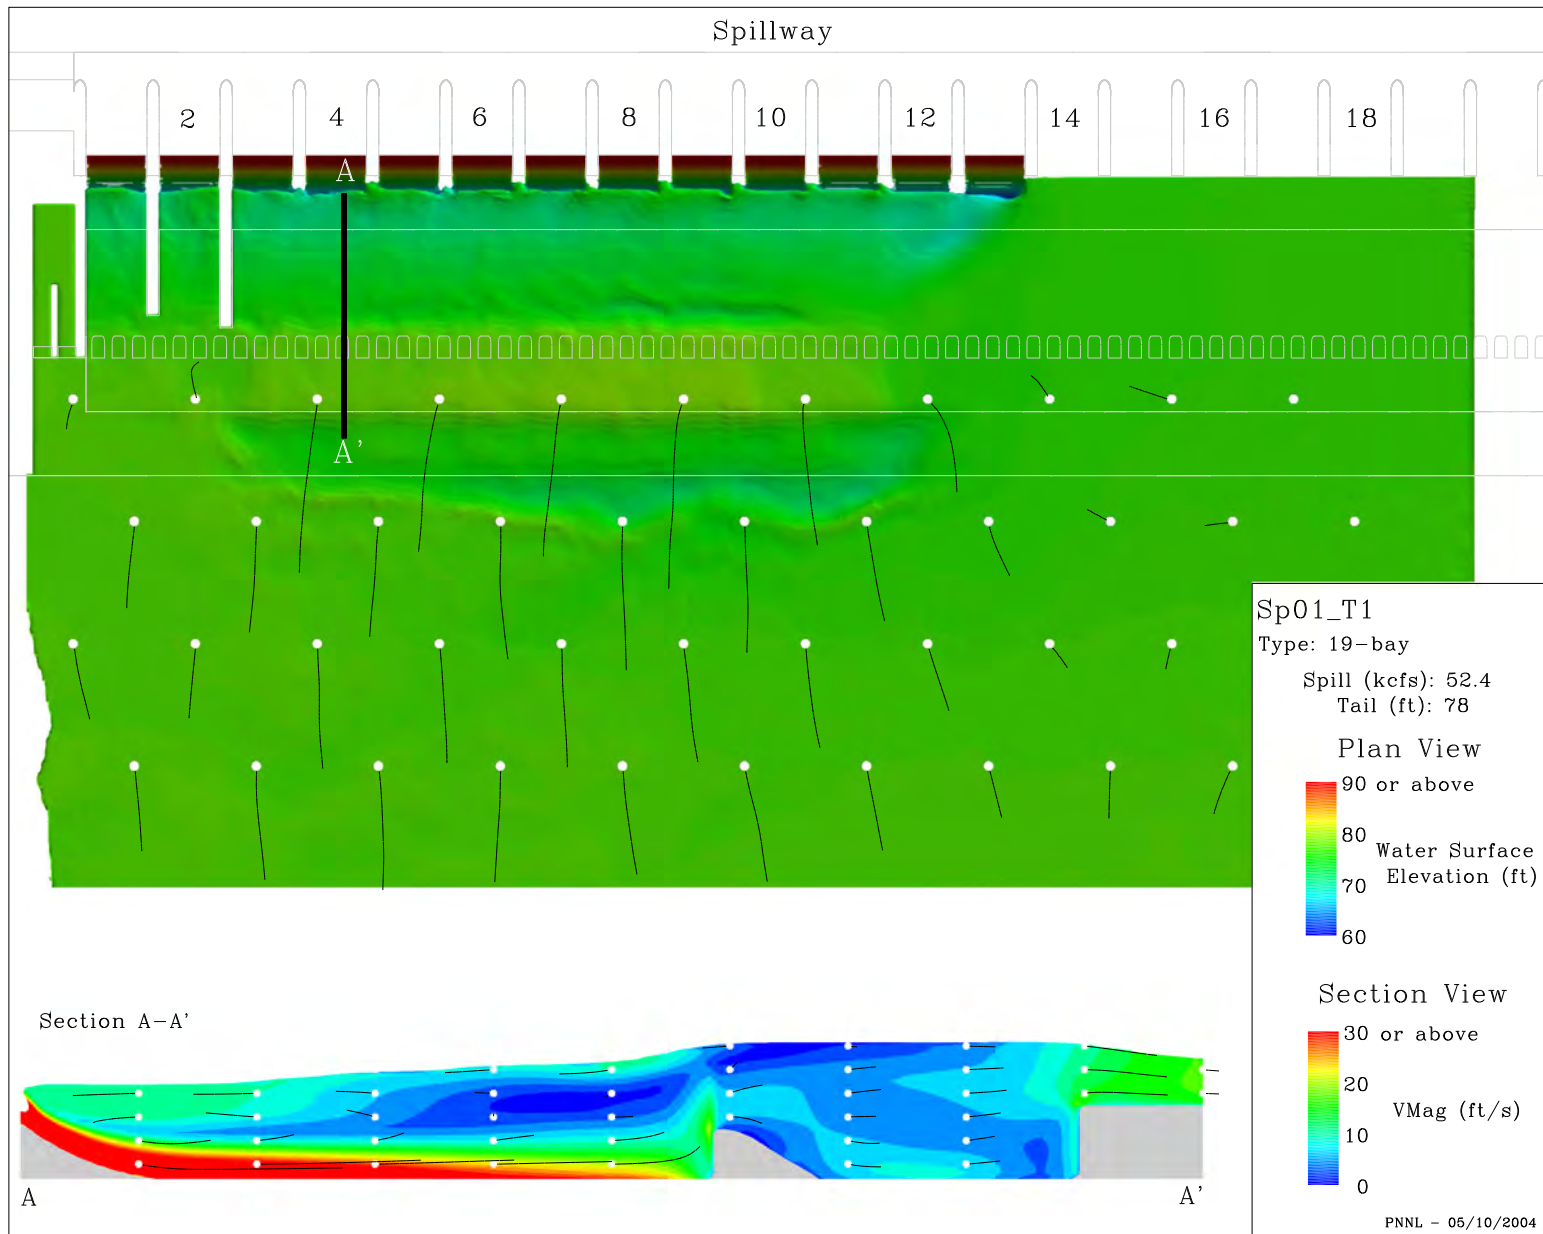 Spillway
2 4 6 8 10 12 14 16 18
A
A'
Sp01_T1
Type: 19-bay
Spill (kcfs): 52.4
Tail (ft): 78
Plan View
90 or above
80
Water Surface
70
Elevation (ft)
60
Section View
30 or above
20
VMag (ft/s)
10
0
Section A-A'
A
A'
PNNL - 05/10/2004